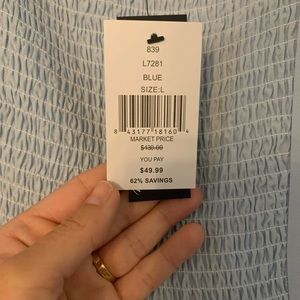 839
L7281
BLUE
SIZE:L
8 43177 18160 4
MARKET PRICE
$130.00
YOU PAY
$49.99
62% SAVINGS